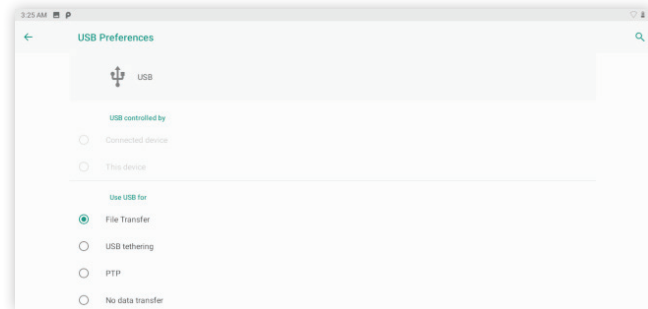 3:25 AM
USB Preferences
USB
USB controlled by
Connected device
This device
Use USB for
File Transfer
USB tethering
PTP
No data transfer